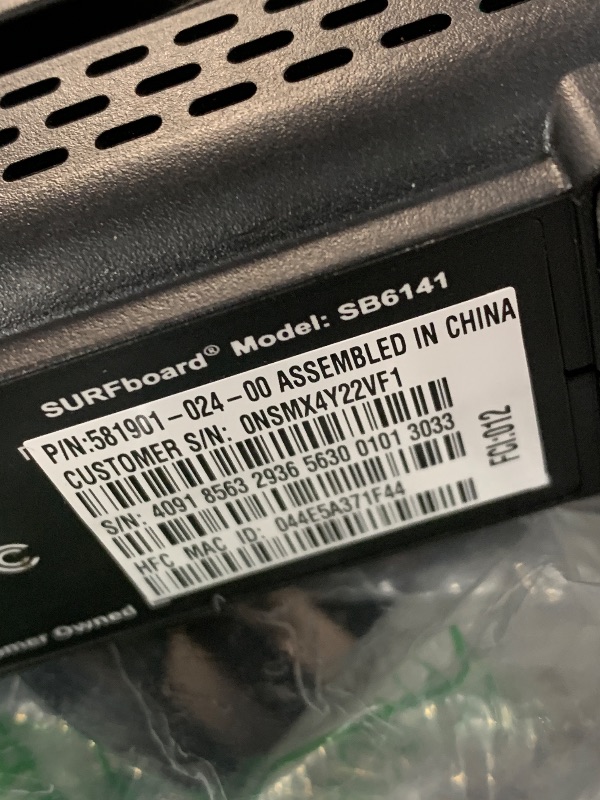 SURFboard® Model: SB6141
P/N:581901-024-00 ASSEMBLED IN CHINA
CUSTOMER S/N: 0NSMX4Y22VF1
S/N: 4091 8563 2936 5630 0101 3033
HFC MAC ID: 044E5A371F44
FCI:012
Owned